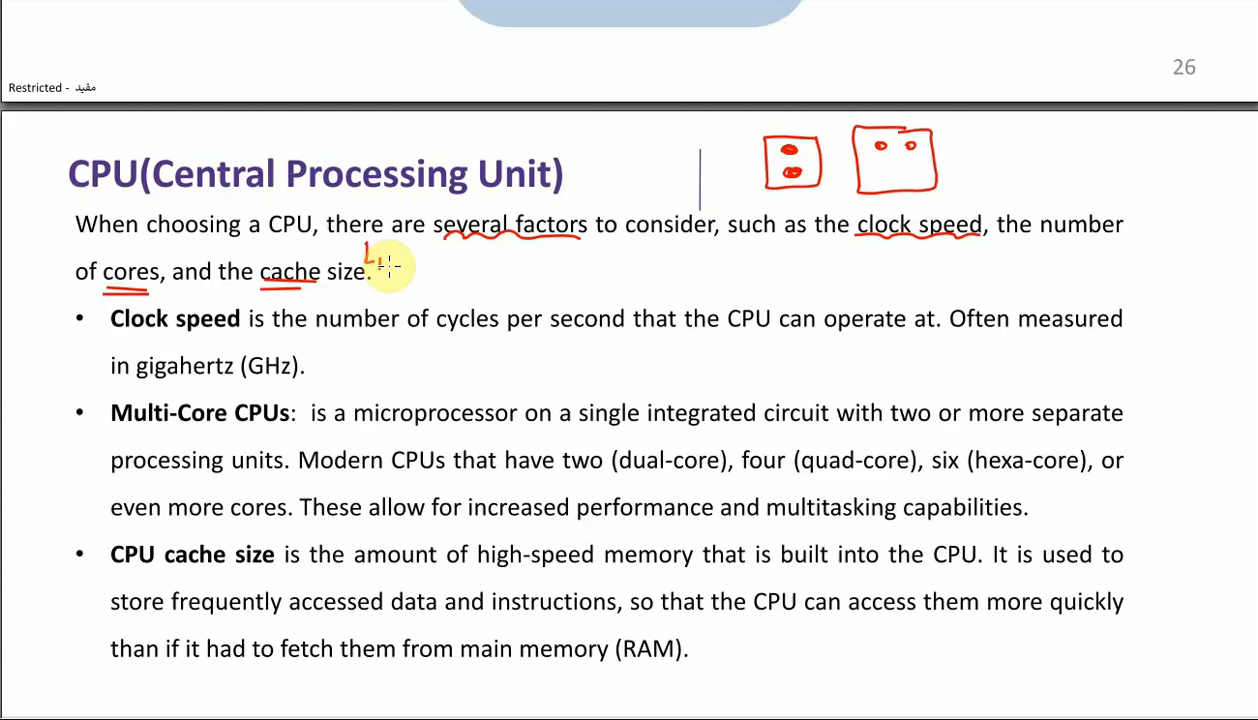 26
Restricted - مقيد
CPU(Central Processing Unit)
When choosing a CPU, there are several factors to consider, such as the clock speed, the number
of cores, and the cache size.
• Clock speed is the number of cycles per second that the CPU can operate at. Often measured
in gigahertz (GHz).
• Multi-Core CPUs: is a microprocessor on a single integrated circuit with two or more separate
processing units. Modern CPUs that have two (dual-core), four (quad-core), six (hexa-core), or
even more cores. These allow for increased performance and multitasking capabilities.
• CPU cache size is the amount of high-speed memory that is built into the CPU. It is used to
store frequently accessed data and instructions, so that the CPU can access them more quickly
than if it had to fetch them from main memory (RAM).